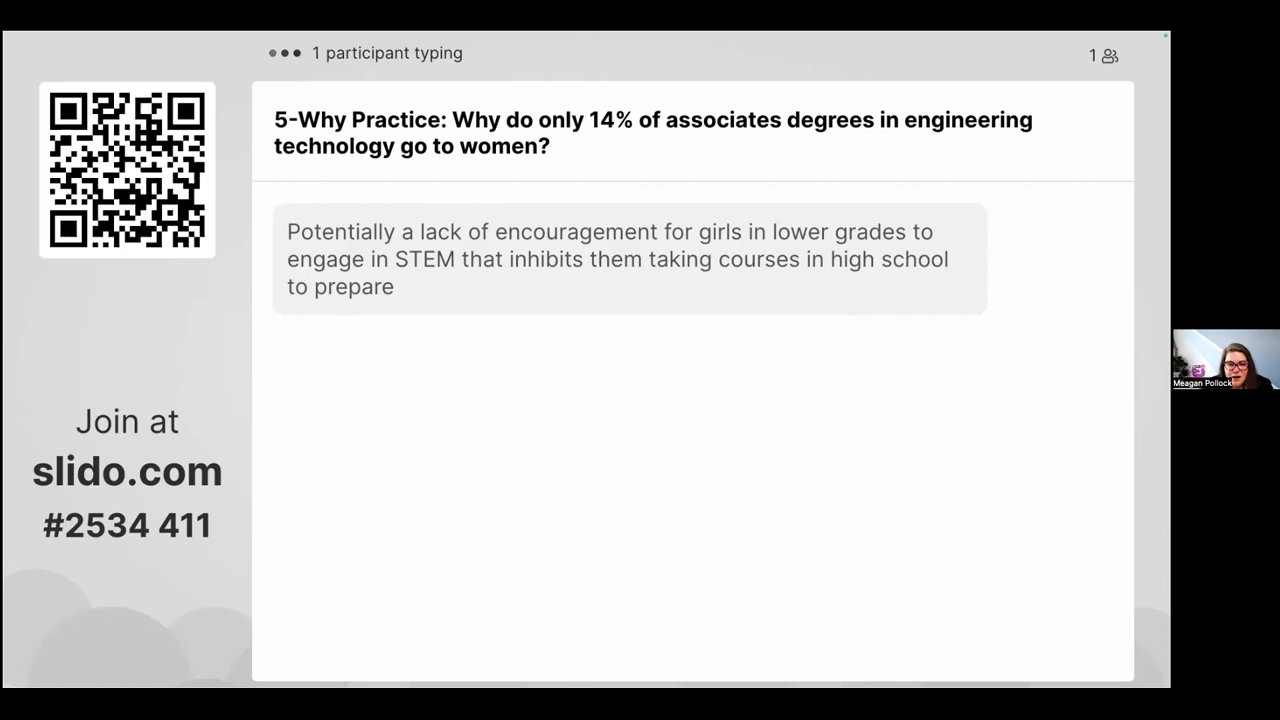 1 participant typing
1
5-Why Practice: Why do only 14% of associates degrees in engineering
technology go to women?
Potentially a lack of encouragement for girls in lower grades to
engage in STEM that inhibits them taking courses in high school
to prepare
Join at
slido.com
#2534 411
Meagan Pollock